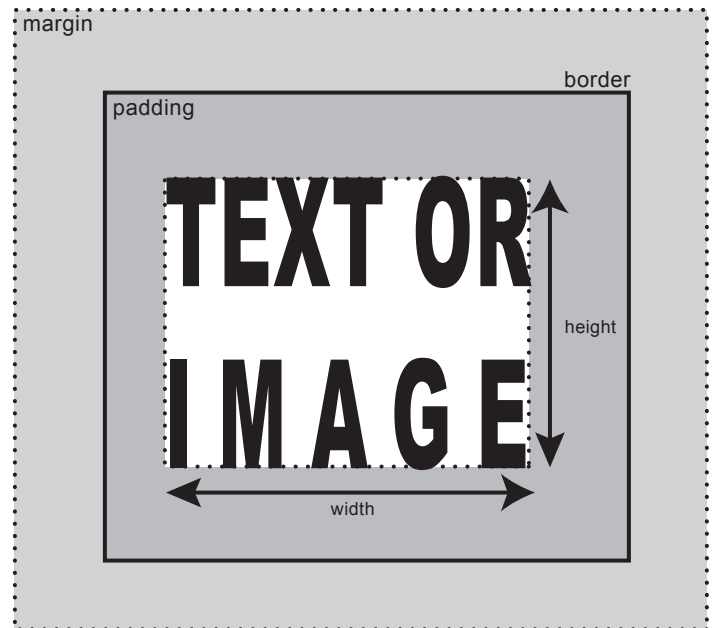 margin
border
padding
TEXT OR
height
IMAGE
width